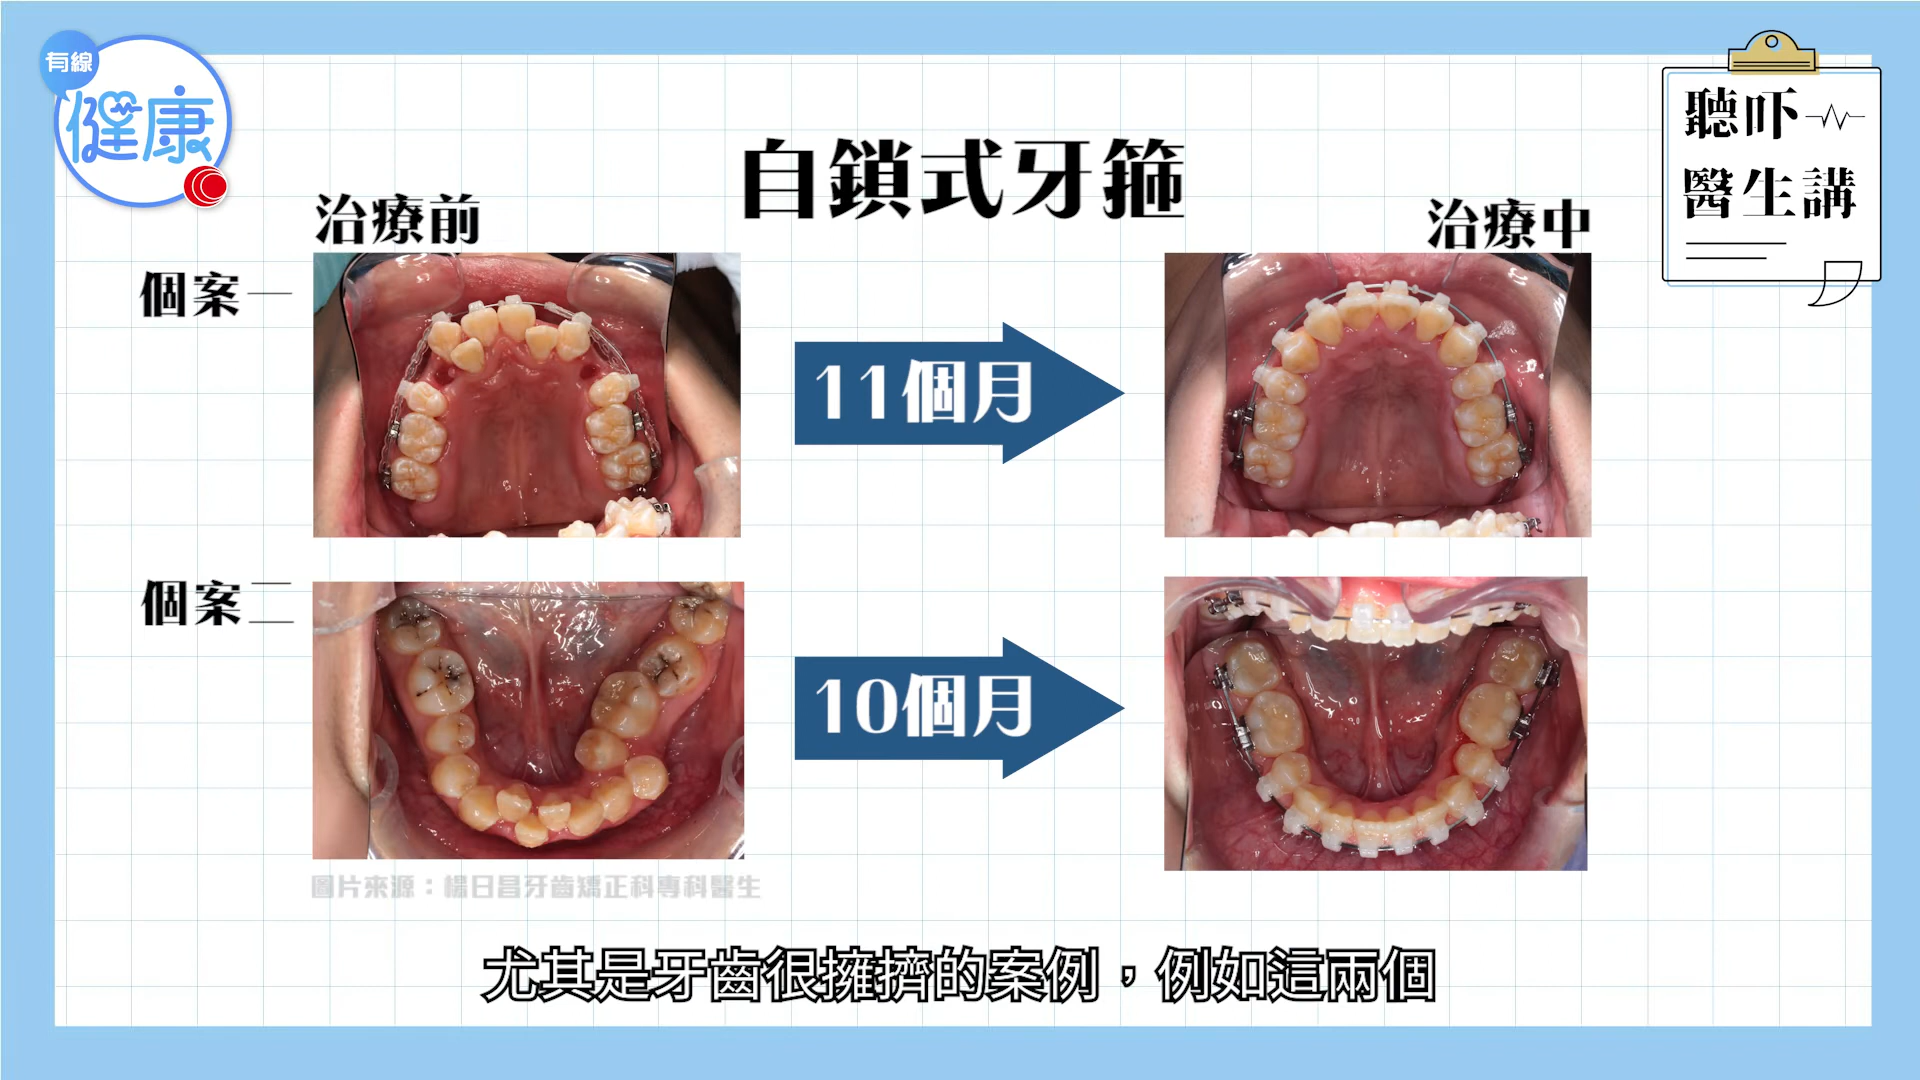 有線
健康
聽吓
醫生講
自鎖式牙箍
治療前
治療中
個案一
11個月
個案二
10個月
圖片來源：楊日昌牙齒矯正科專科醫生
尤其是牙齒很擁擠的案例，例如這兩個